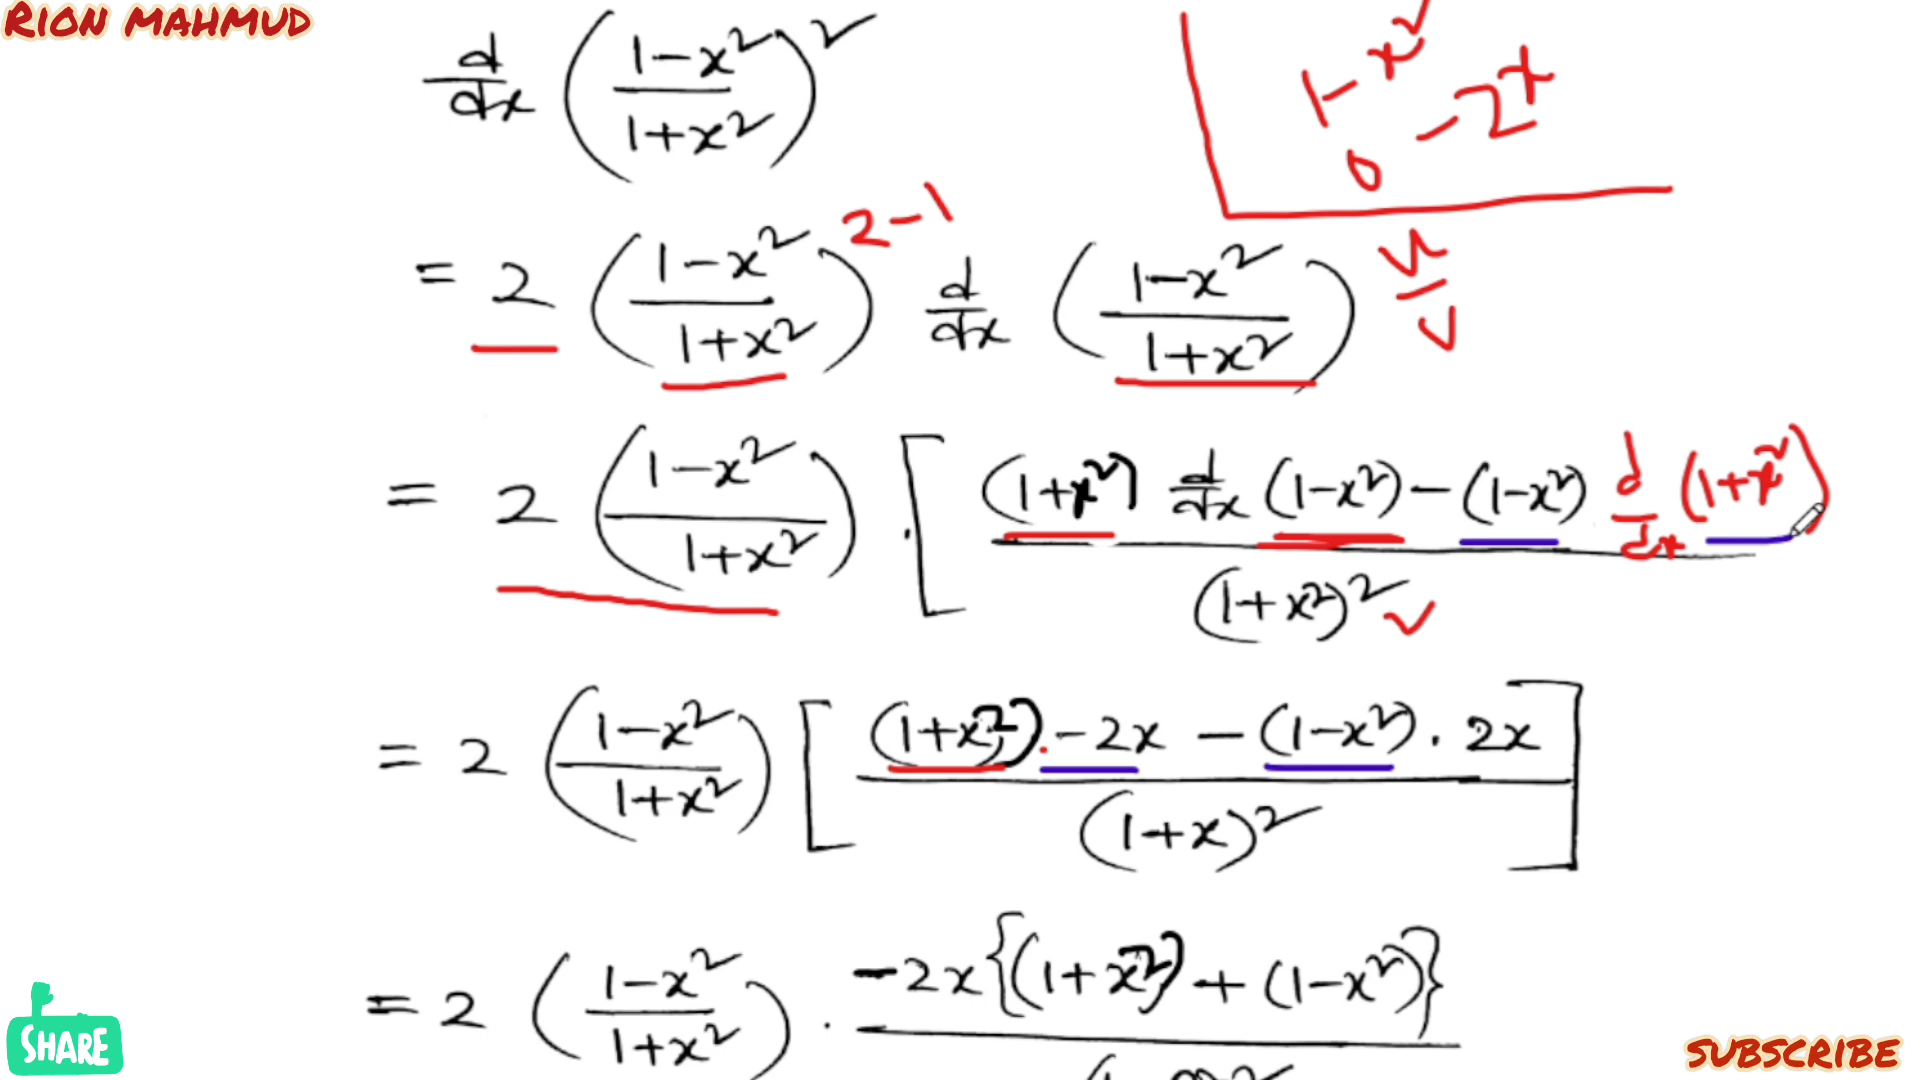 RION MAHMUD
d/dx ((1-x²)/(1+x²))²
1-x²
0 -2x
= 2 ((1-x²)/(1+x²))²⁻¹ d/dx ((1-x²)/(1+x²)) u/v
= 2 ((1-x²)/(1+x²)) . [ ((1+x²) d/dx (1-x²) - (1-x²) d/dx (1+x²)) / (1+x²)²
= 2 ((1-x²)/(1+x²)) [ ((1+x²).-2x - (1-x²). 2x) / (1+x)² ]
= 2 ((1-x²)/(1+x²)) . -2x{(1+x²) + (1-x²)}
SHARE
SUBSCRIBE